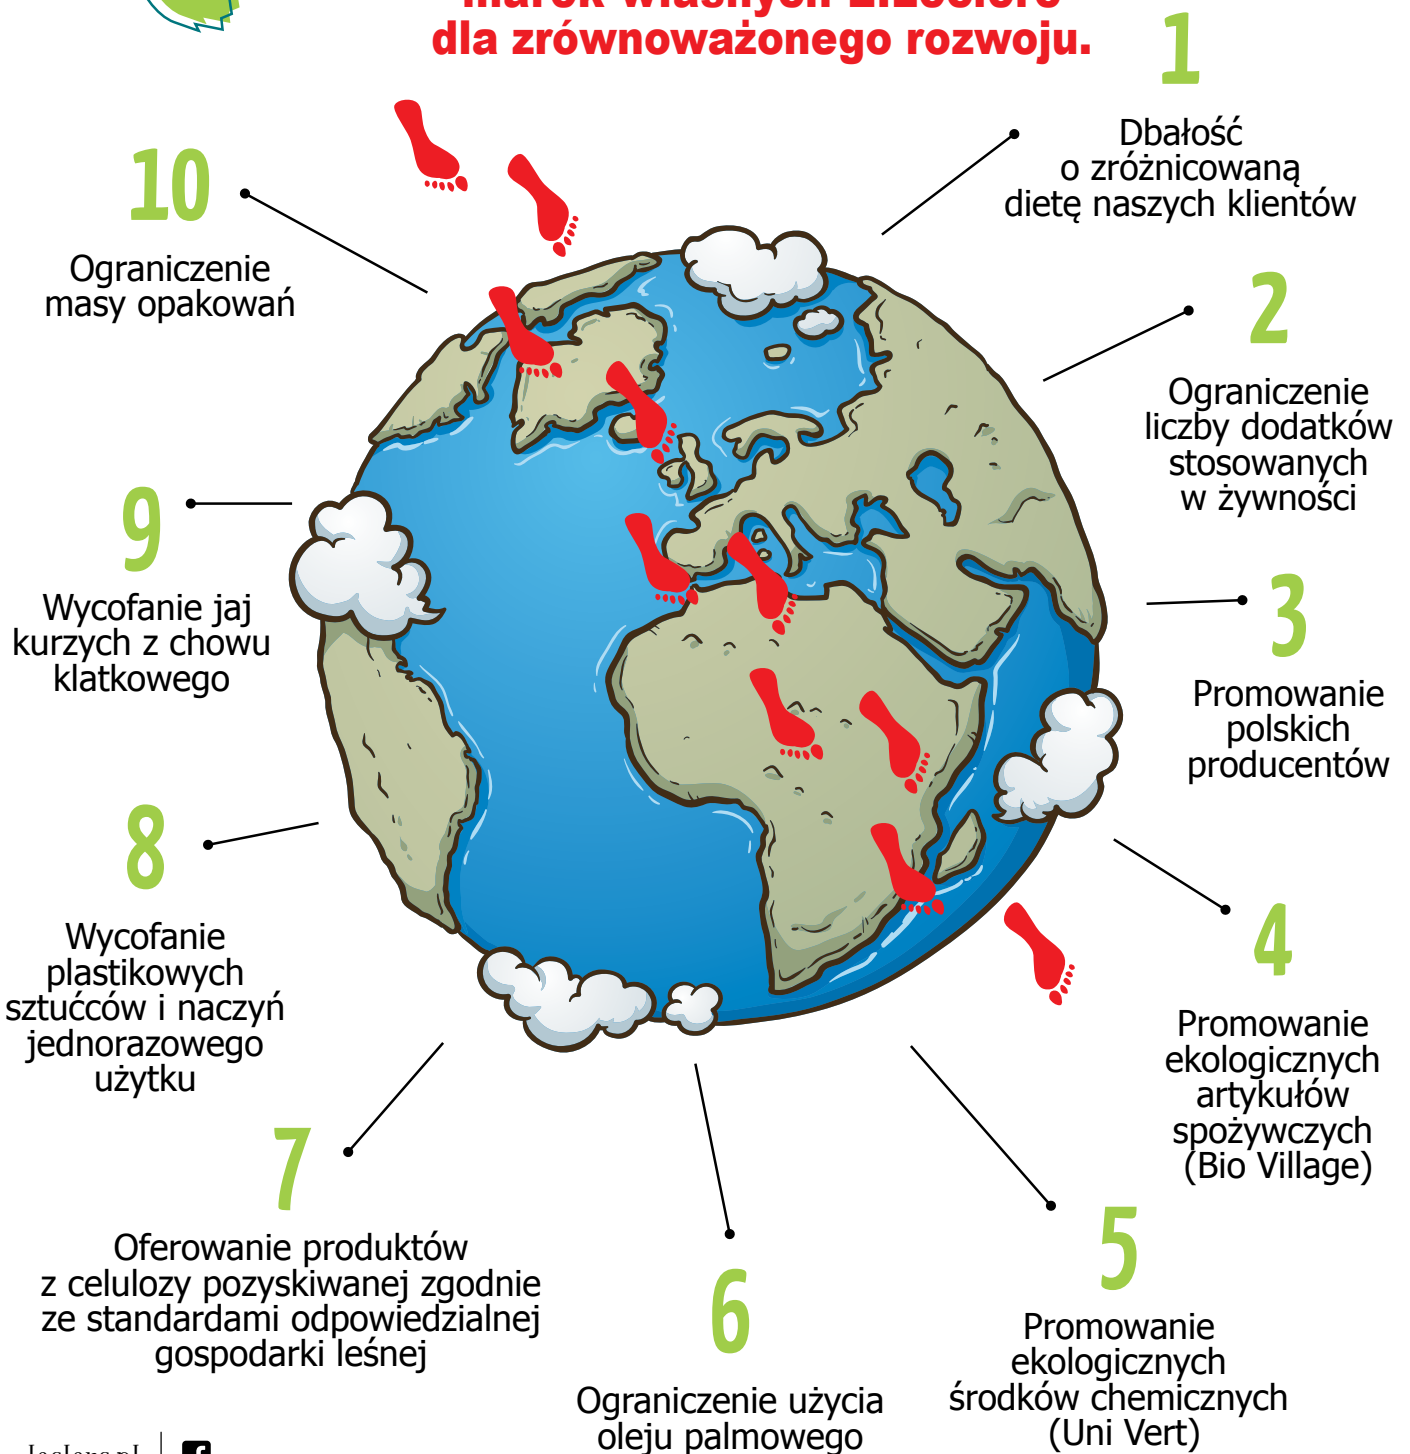 marek własnych E.Leclerc
dla zrównoważonego rozwoju.
1
Dbałość
o zróżnicowaną
dietę naszych klientów
2
Ograniczenie
liczby dodatków
stosowanych
w żywności
3
Promowanie
polskich
producentów
4
Promowanie
ekologicznych
artykułów
spożywczych
(Bio Village)
5
Promowanie
ekologicznych
środków chemicznych
(Uni Vert)
6
Ograniczenie użycia
oleju palmowego
7
Oferowanie produktów
z celulozy pozyskiwanej zgodnie
ze standardami odpowiedzialnej
gospodarki leśnej
8
Wycofanie
plastikowych
sztućców i naczyń
jednorazowego
użytku
9
Wycofanie jaj
kurzych z chowu
klatkowego
10
Ograniczenie
masy opakowań